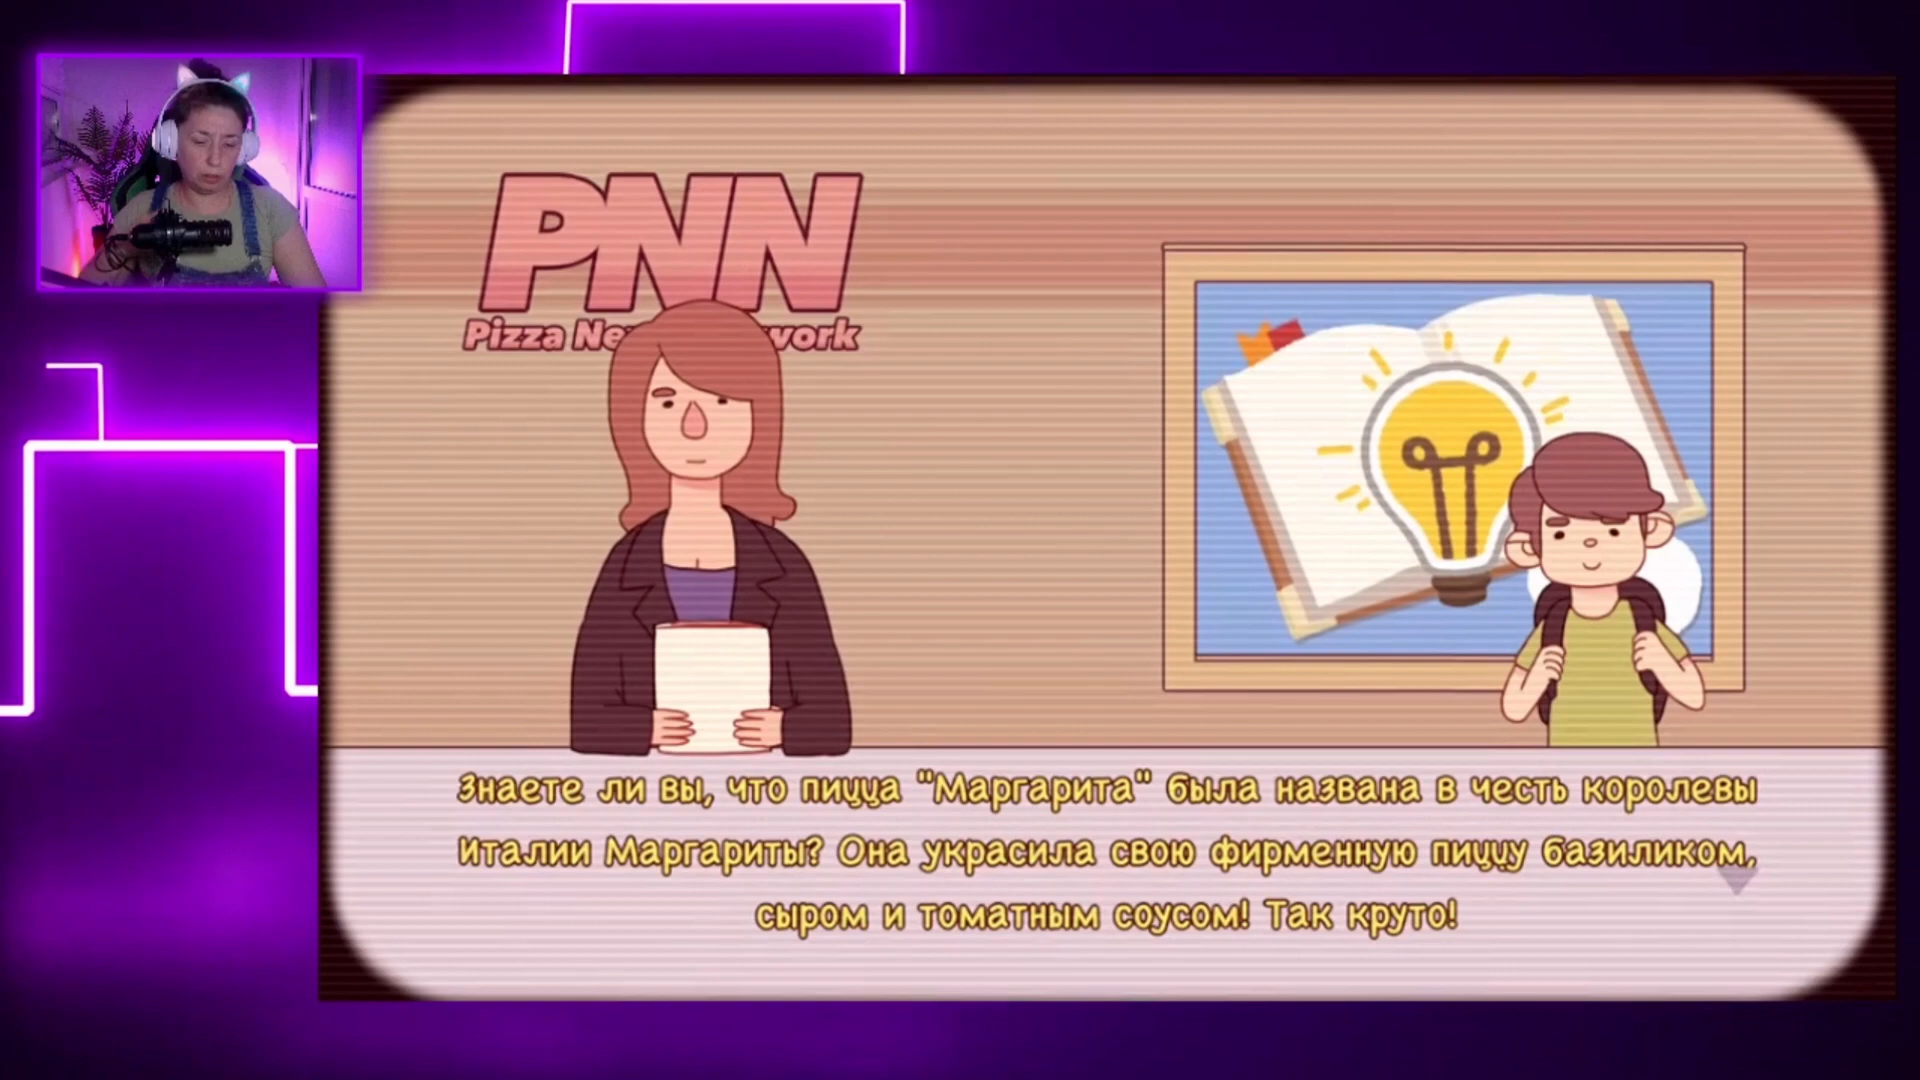 PNN
Pizza Ne work
Знаете ли вы, что пицца "Маргарита" была названа в честь королевы
Италии Маргариты? Она украсила свою фирменную пиццу базиликом,
сыром и томатным соусом! Так круто!